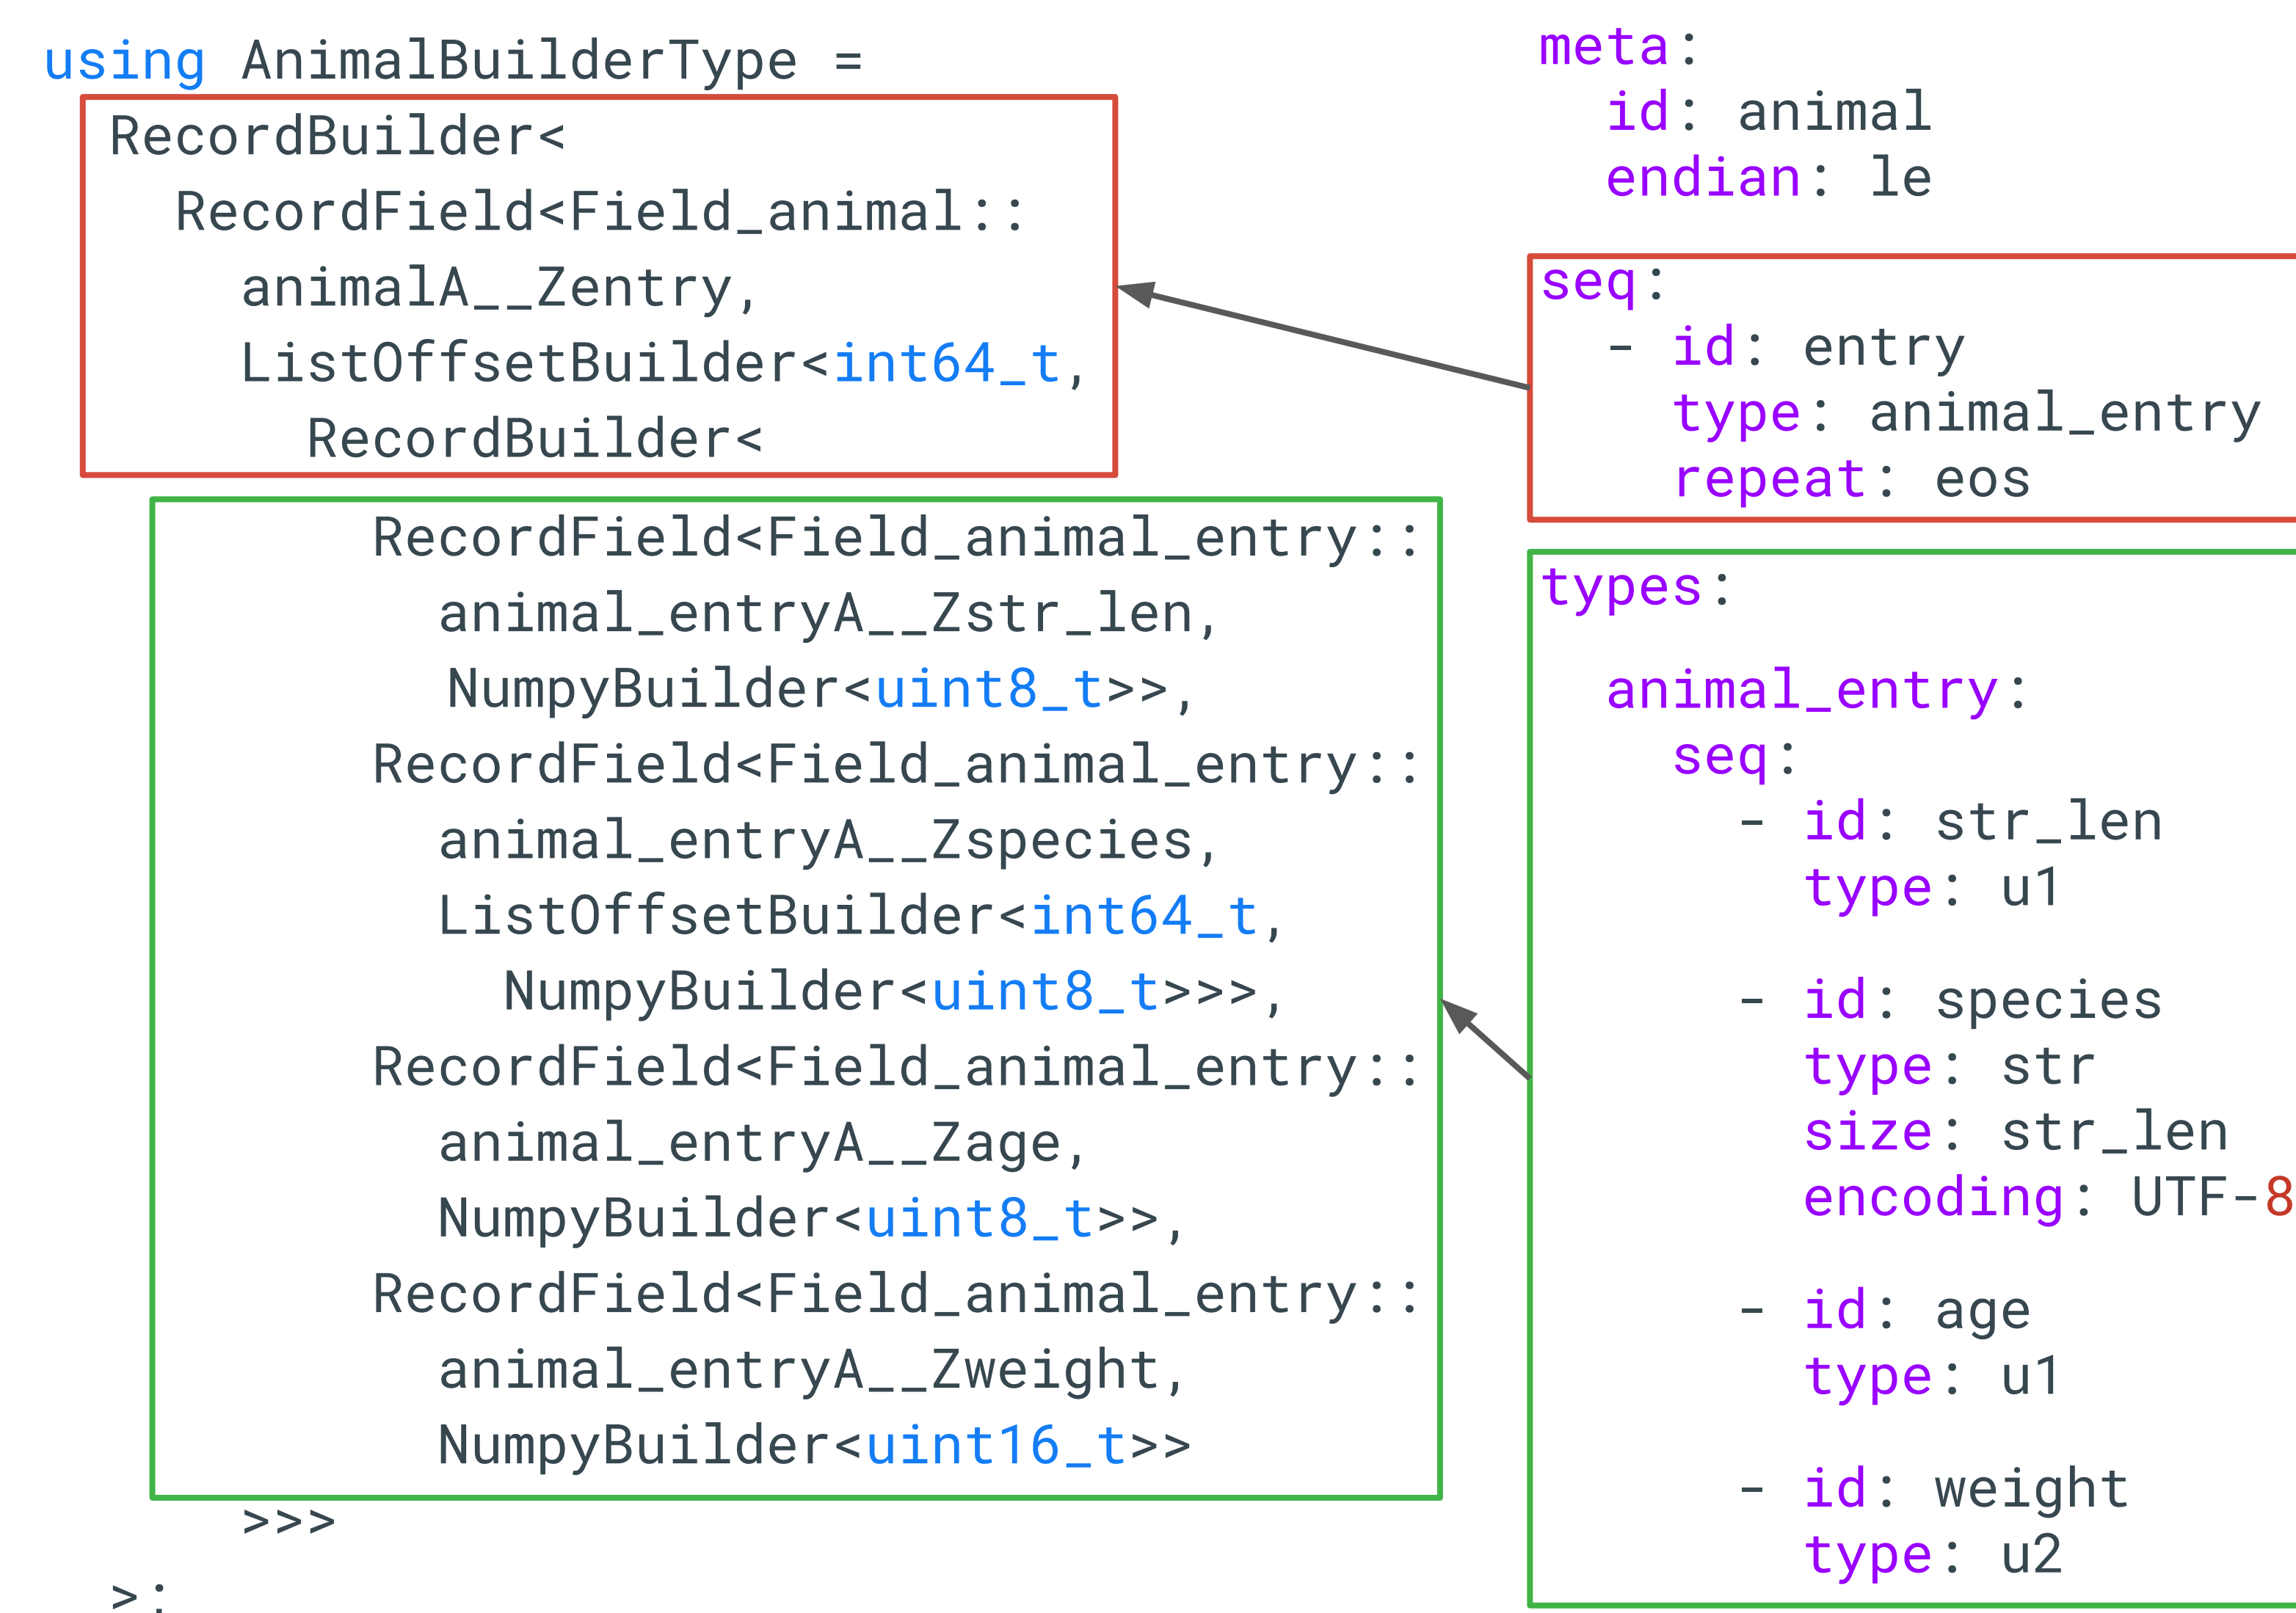 using AnimalBuilderType =
RecordBuilder<
RecordField<Field_animal::
animalA__Zentry,
ListOffsetBuilder<int64_t,
RecordBuilder<
RecordField<Field_animal_entry::
animal_entryA__Zstr_len,
NumpyBuilder<uint8_t>>,
RecordField<Field_animal_entry::
animal_entryA__Zspecies,
ListOffsetBuilder<int64_t,
NumpyBuilder<uint8_t>>>,
RecordField<Field_animal_entry::
animal_entryA__Zage,
NumpyBuilder<uint8_t>>,
RecordField<Field_animal_entry::
animal_entryA__Zweight,
NumpyBuilder<uint16_t>>
>>>
>;
meta:
id: animal
endian: le
seq:
- id: entry
type: animal_entry
repeat: eos
types:
animal_entry:
seq:
- id: str_len
type: u1
- id: species
type: str
size: str_len
encoding: UTF-8
- id: age
type: u1
- id: weight
type: u2